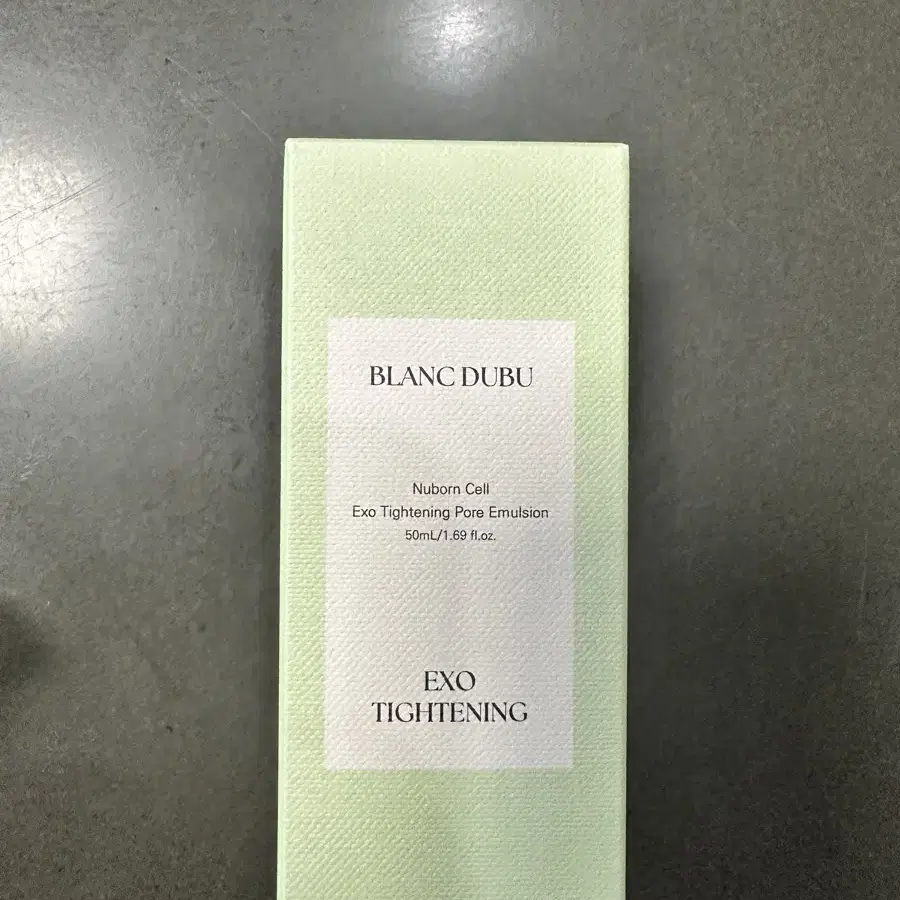 BLANC DUBU
Nuborn Cell
Exo Tightening Pore Emulsion
50mL/1.69 fl.oz.
EXO
TIGHTENING